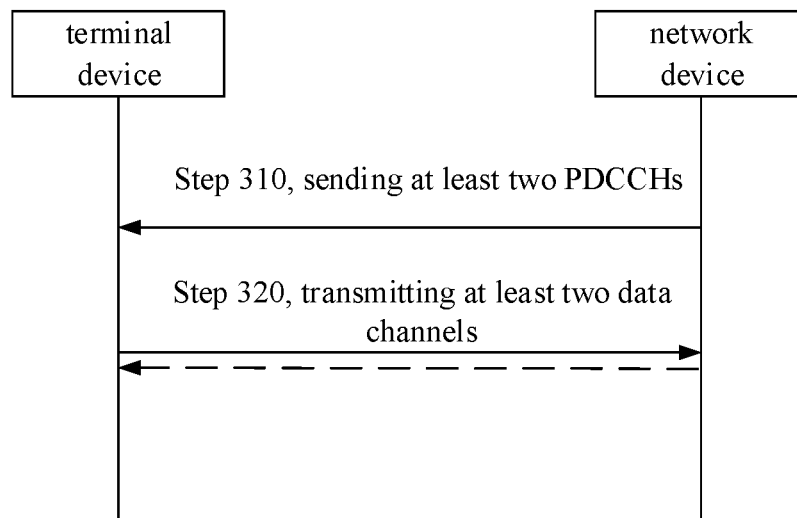 terminal
device
network
device
Step 310, sending at least two PDCCHs
Step 320, transmitting at least two data
channels